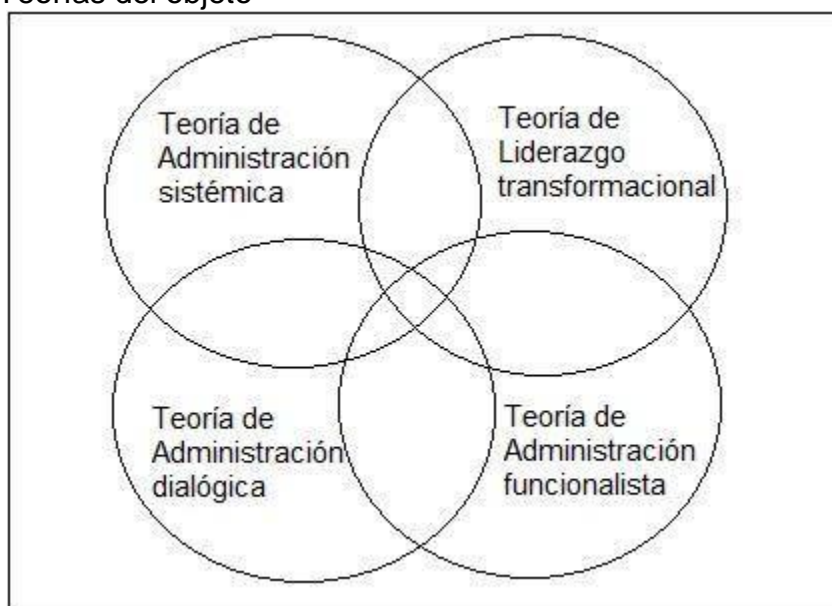 Teorías del objeto
Teoría de
Administración
sistémica
Teoría de
Liderazgo
transformacional
Teoría de
Administración
dialógica
Teoría de
Administración
funcionalista